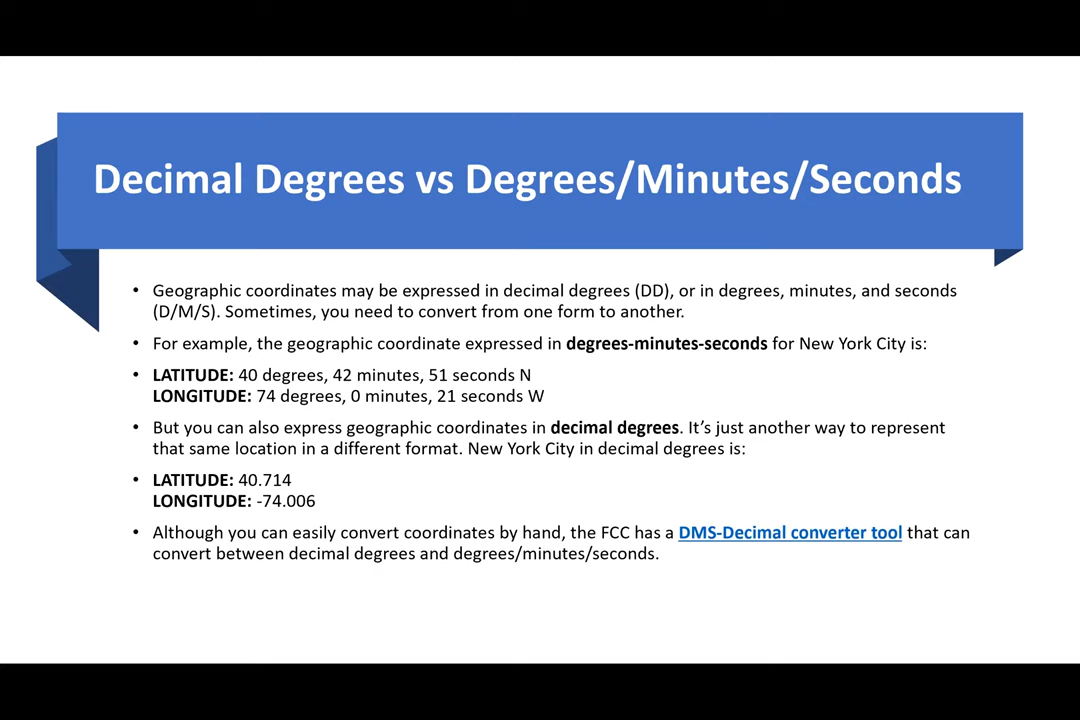 Decimal Degrees vs Degrees/Minutes/Seconds
• Geographic coordinates may be expressed in decimal degrees (DD), or in degrees, minutes, and seconds
(D/M/S). Sometimes, you need to convert from one form to another.
• For example, the geographic coordinate expressed in degrees-minutes-seconds for New York City is:
• LATITUDE: 40 degrees, 42 minutes, 51 seconds N
LONGITUDE: 74 degrees, 0 minutes, 21 seconds W
• But you can also express geographic coordinates in decimal degrees. It’s just another way to represent
that same location in a different format. New York City in decimal degrees is:
• LATITUDE: 40.714
LONGITUDE: -74.006
• Although you can easily convert coordinates by hand, the FCC has a DMS-Decimal converter tool that can
convert between decimal degrees and degrees/minutes/seconds.